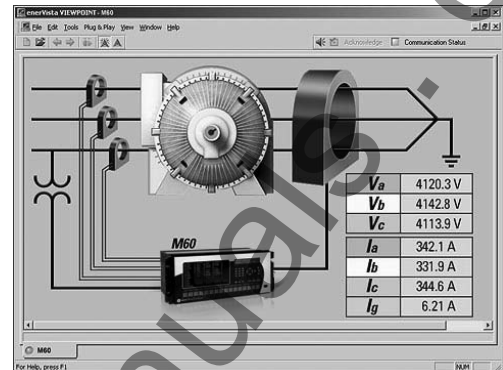 enerVista VIEWPOINT - M60
File Edit Tools Plug & Play View Window Help
Acknowledge Communication Status
M60
Va 4120.3 V
Vb 4142.8 V
Vc 4113.9 V
Ia 342.1 A
Ib 331.9 A
Ic 344.6 A
Ig 6.21 A
M60
For Help, press F1 NUM